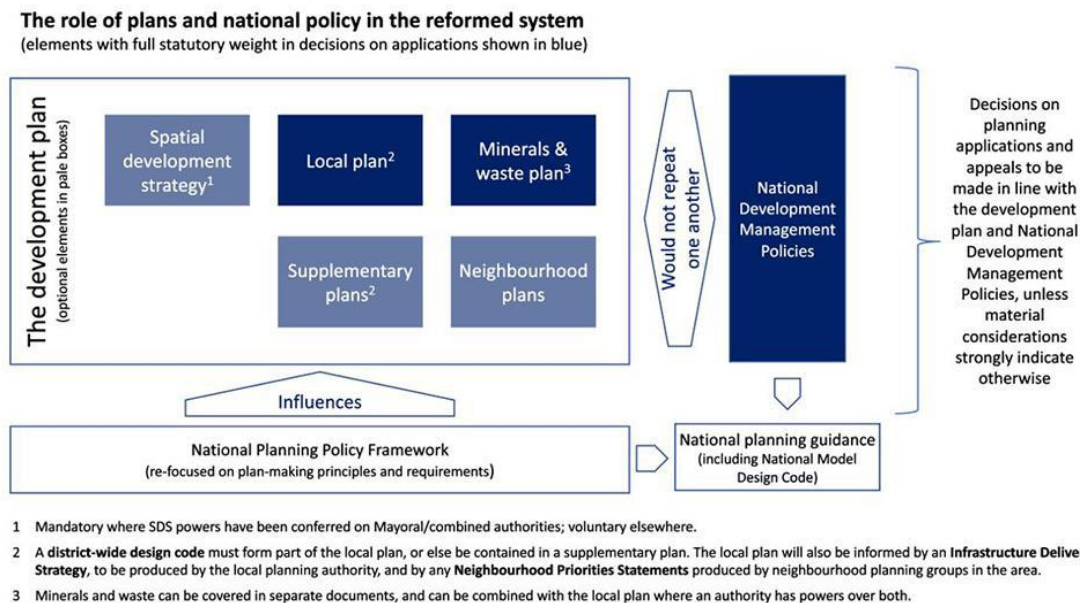 The role of plans and national policy in the reformed system
(elements with full statutory weight in decisions on applications shown in blue)
The development plan
(optional elements in pale boxes)
Spatial
development
strategy1
Local plan2
Minerals &
waste plan3
Supplementary
plans2
Neighbourhood
plans
Would not repeat
one another
National
Development
Management
Policies
Decisions on
planning
applications and
appeals to be
made in line with
the development
plan and National
Development
Management
Policies, unless
material
considerations
strongly indicate
otherwise
Influences
National Planning Policy Framework
(re-focused on plan-making principles and requirements)
National planning guidance
(including National Model
Design Code)
1 Mandatory where SDS powers have been conferred on Mayoral/combined authorities; voluntary elsewhere.
2 A district-wide design code must form part of the local plan, or else be contained in a supplementary plan. The local plan will also be informed by an Infrastructure Delive
Strategy, to be produced by the local planning authority, and by any Neighbourhood Priorities Statements produced by neighbourhood planning groups in the area.
3 Minerals and waste can be covered in separate documents, and can be combined with the local plan where an authority has powers over both.